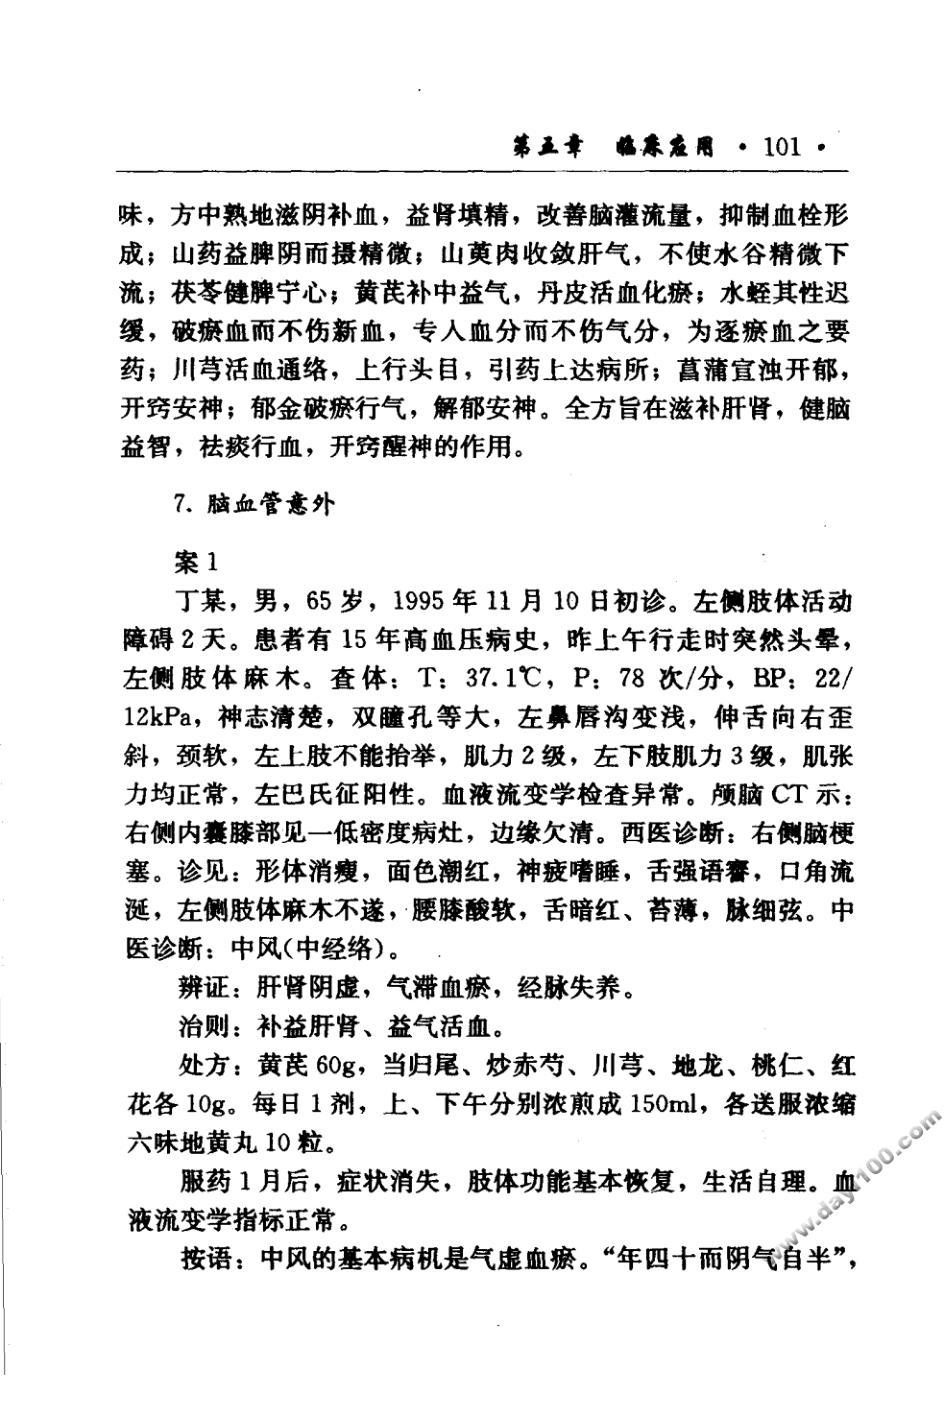 第五章　临床应用 · 101 ·
味，方中熟地滋阴补血，益肾填精，改善脑灌流量，抑制血栓形
成；山药益脾阴而摄精微；山萸肉收敛肝气，不使水谷精微下
流；茯苓健脾宁心；黄芪补中益气，丹皮活血化瘀；水蛭其性迟
缓，破瘀血而不伤新血，专人血分而不伤气分，为逐瘀血之要
药；川芎活血通络，上行头目，引药上达病所；菖蒲宣浊开郁，
开窍安神；郁金破瘀行气，解郁安神。全方旨在滋补肝肾，健脑
益智，祛痰行血，开窍醒神的作用。
7. 脑血管意外
案 1
丁某，男，65 岁，1995 年 11 月 10 日初诊。左侧肢体活动
障碍 2 天。患者有 15 年高血压病史，昨上午行走时突然头晕，
左侧肢体麻木。查体：T：37.1℃，P：78 次/分，BP：22/
12kPa，神志清楚，双瞳孔等大，左鼻唇沟变浅，伸舌向右歪
斜，颈软，左上肢不能抬举，肌力 2 级，左下肢肌力 3 级，肌张
力均正常，左巴氏征阳性。血液流变学检查异常。颅脑 CT 示：
右侧内囊膝部见一低密度病灶，边缘欠清。西医诊断：右侧脑梗
塞。诊见：形体消瘦，面色潮红，神疲嗜睡，舌强语謇，口角流
涎，左侧肢体麻木不遂，腰膝酸软，舌暗红、苔薄，脉细弦。中
医诊断：中风(中经络)。
辨证：肝肾阴虚，气滞血瘀，经脉失养。
治则：补益肝肾、益气活血。
处方：黄芪 60g，当归尾、炒赤芍、川芎、地龙、桃仁、红
花各 10g。每日 1 剂，上、下午分别浓煎成 150ml，各送服浓缩
六味地黄丸 10 粒。
服药 1 月后，症状消失，肢体功能基本恢复，生活自理。血
液流变学指标正常。
按语：中风的基本病机是气虚血瘀。“年四十而阴气自半”，
www.day100.com